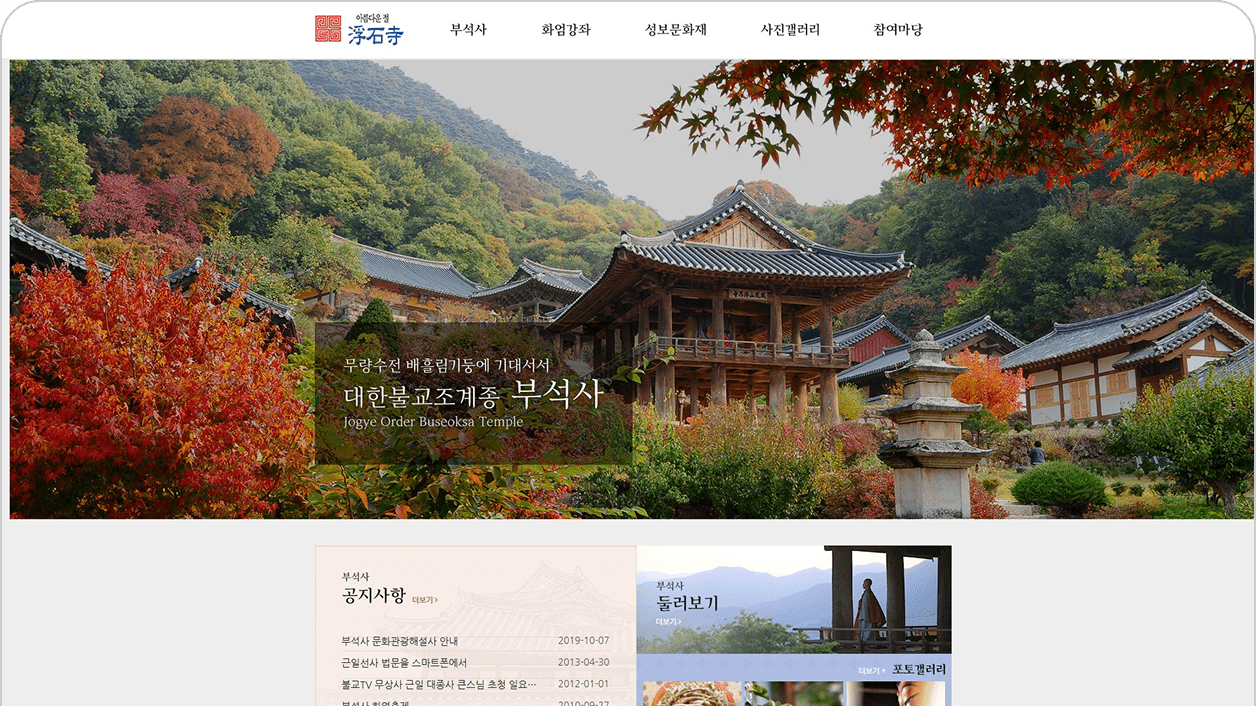 아름다운 절
浮石寺
부석사 화엄강좌 성보문화재 사진갤러리 참여마당
무량수전 배흘림기둥에 기대서서
대한불교조계종 부석사
Jogye Order Buseoksa Temple
부석사
공지사항 더보기 >
부석사 문화관광해설사 안내 2019-10-07
근일선사 법문을 스마트폰에서 2013-04-30
불교TV 무상사 근일 대종사 큰스님 초청 일요… 2012-01-01
부석사 화엄축제 2010-09-27
부석사
둘러보기
더보기 >
더보기 + 포토갤러리